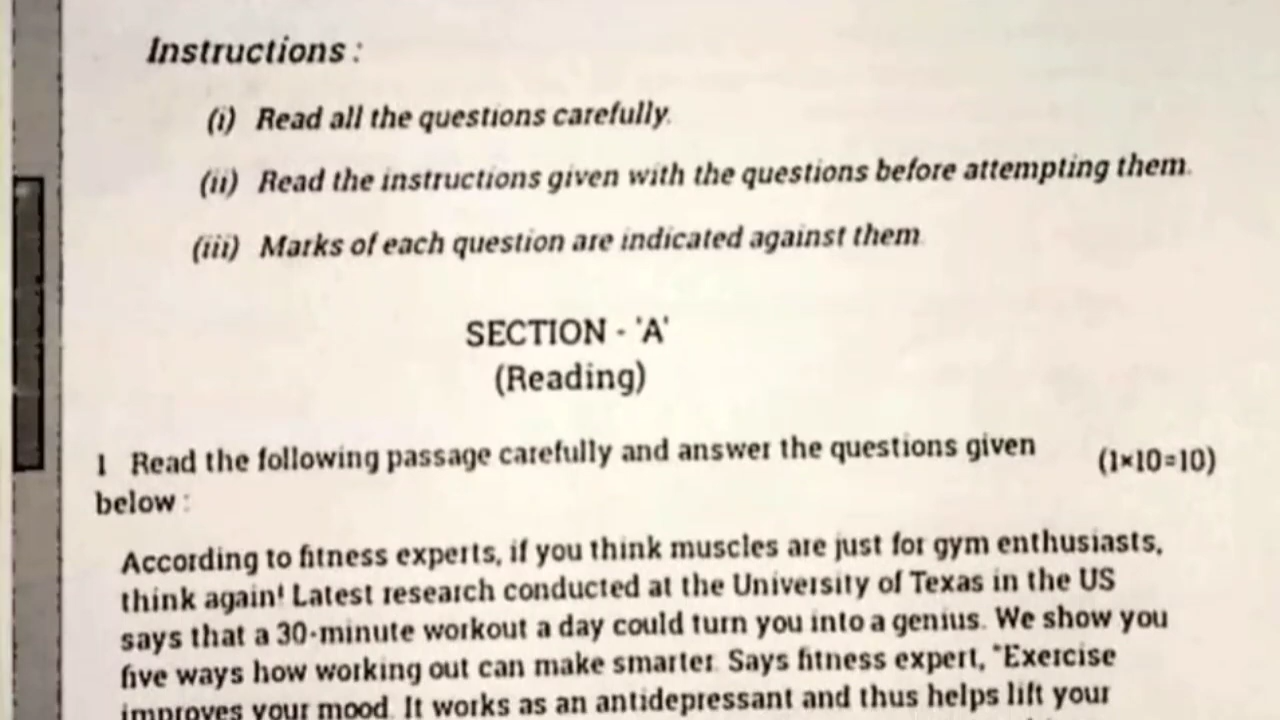 Instructions :
(i) Read all the questions carefully.
(ii) Read the instructions given with the questions before attempting them.
(iii) Marks of each question are indicated against them
SECTION - 'A'
(Reading)
1 Read the following passage carefully and answer the questions given (1×10=10)
below :
According to fitness experts, if you think muscles are just for gym enthusiasts,
think again! Latest research conducted at the University of Texas in the US
says that a 30-minute workout a day could turn you into a genius. We show you
five ways how working out can make smarter. Says fitness expert, "Exercise
improves your mood. It works as an antidepressant and thus helps lift your